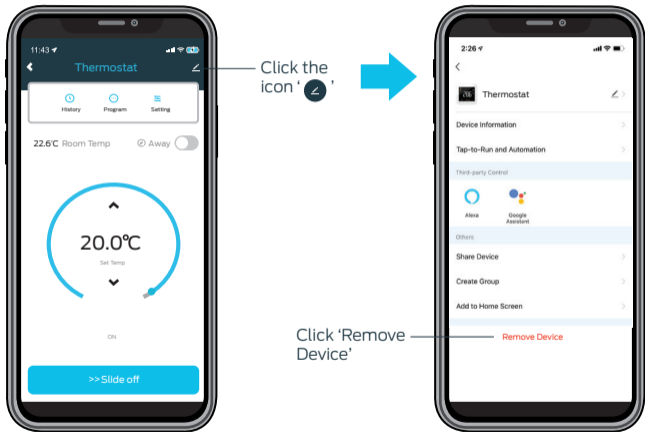 11:43
Thermostat
History
Program
Setting
22.6°C Room Temp
Away
20.0°C
Set Temp
ON
>>Slide off
Click the
icon ‘ ’
2:26
Thermostat
Device Information
Tap-to-Run and Automation
Third-party Control
Alexa
Google
Assistant
Others
Share Device
Create Group
Add to Home Screen
Remove Device
Click ‘Remove
Device’